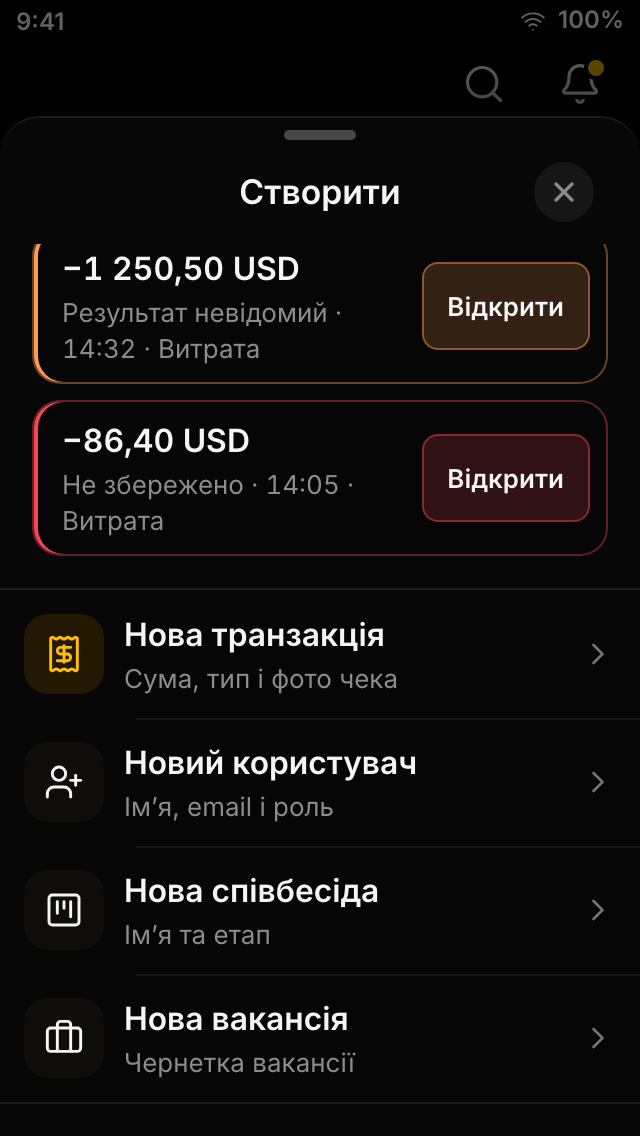 9:41
100%
Створити
−1 250,50 USD
Результат невідомий ·
14:32 · Витрата
Відкрити
−86,40 USD
Не збережено · 14:05 ·
Витрата
Відкрити
Нова транзакція
Сума, тип і фото чека
Новий користувач
Ім’я, email і роль
Нова співбесіда
Ім’я та етап
Нова вакансія
Чернетка вакансії